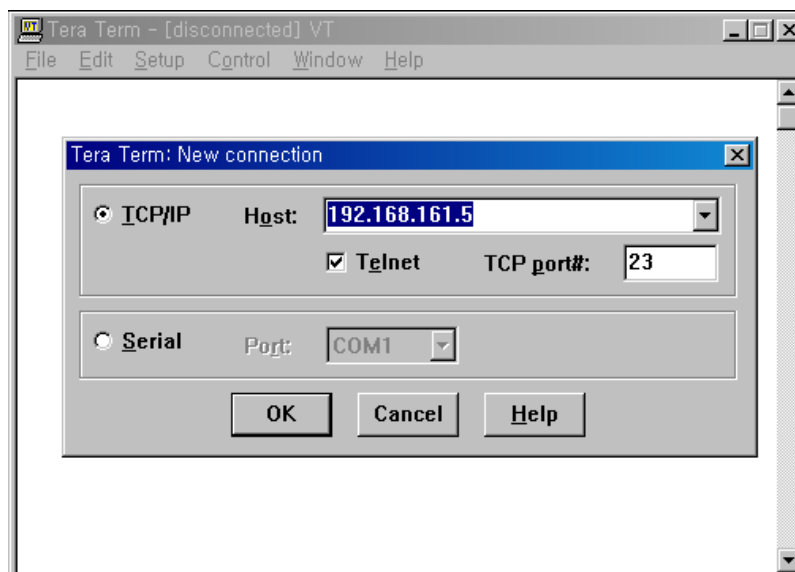 Tera Term - [disconnected] VT
File Edit Setup Control Window Help
Tera Term: New connection
TCP/IP Host: 192.168.161.5
Telnet TCP port#: 23
Serial Port: COM1
OK Cancel Help